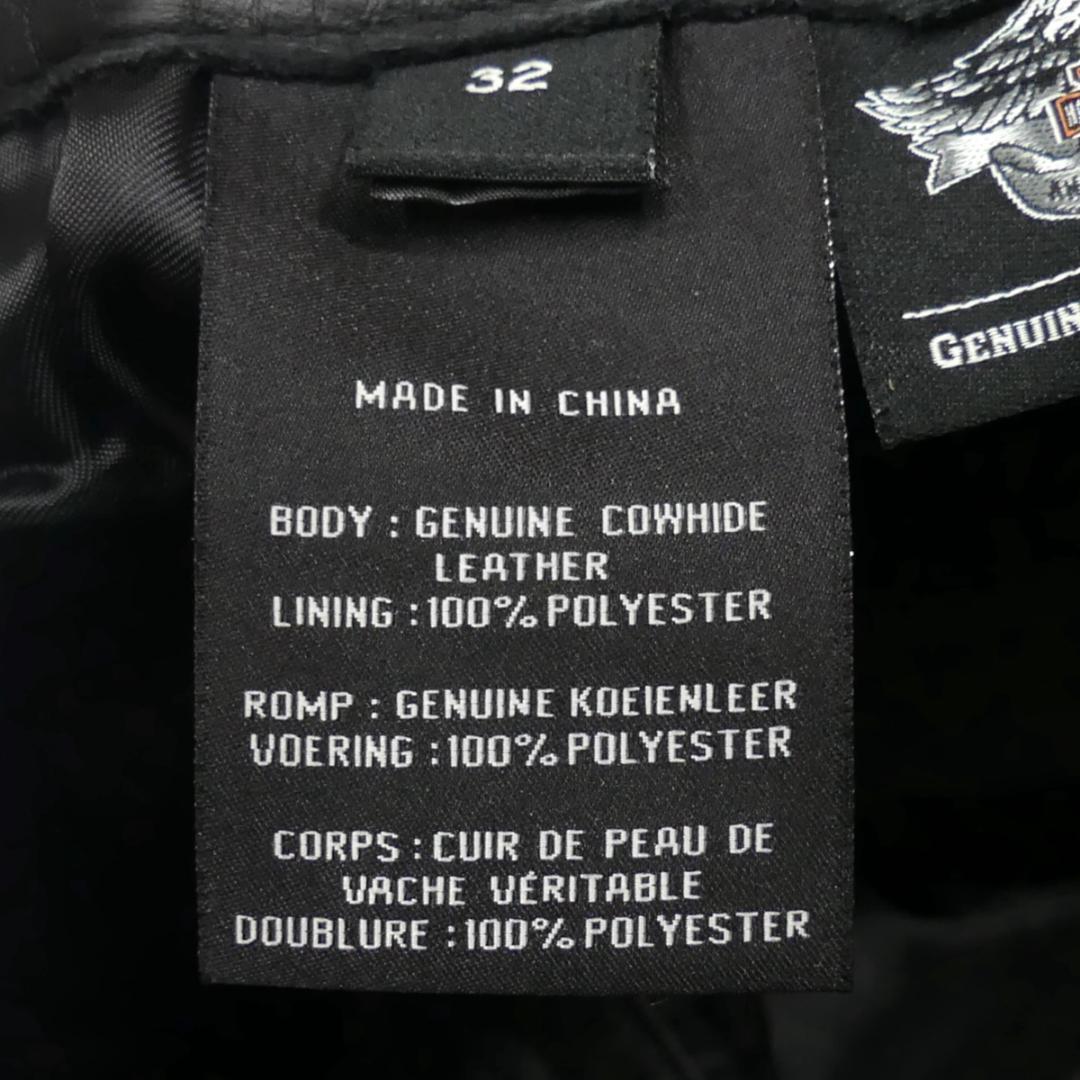 32
MADE IN CHINA
BODY : GENUINE COWHIDE
LEATHER
LINING :100% POLYESTER
ROMP : GENUINE KOEIENLEER
VOERING :100% POLYESTER
CORPS : CUIR DE PEAU DE
VACHE VÉRITABLE
DOUBLURE :100% POLYESTER